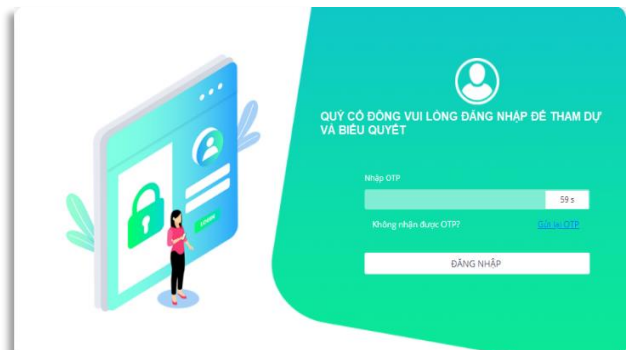 QUÝ CỔ ĐÔNG VUI LÒNG ĐĂNG NHẬP ĐỂ THAM DỰ
VÀ BIỂU QUYẾT
Nhập OTP
59 s
Không nhận được OTP?
Gửi lại OTP
ĐĂNG NHẬP